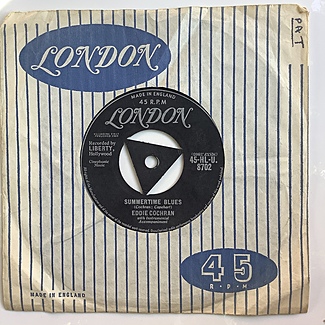 LONDON
PAT
MADE IN ENGLAND
45 R.P.M
LONDON
Recorded by
LIBERTY,
Hollywood
45-HL-U.
8702
SUMMERTIME BLUES
(Cochran; Capehart)
EDDIE COCHRAN
with Instrumental
Accompaniment
45
R·P·M
MADE IN ENGLAND